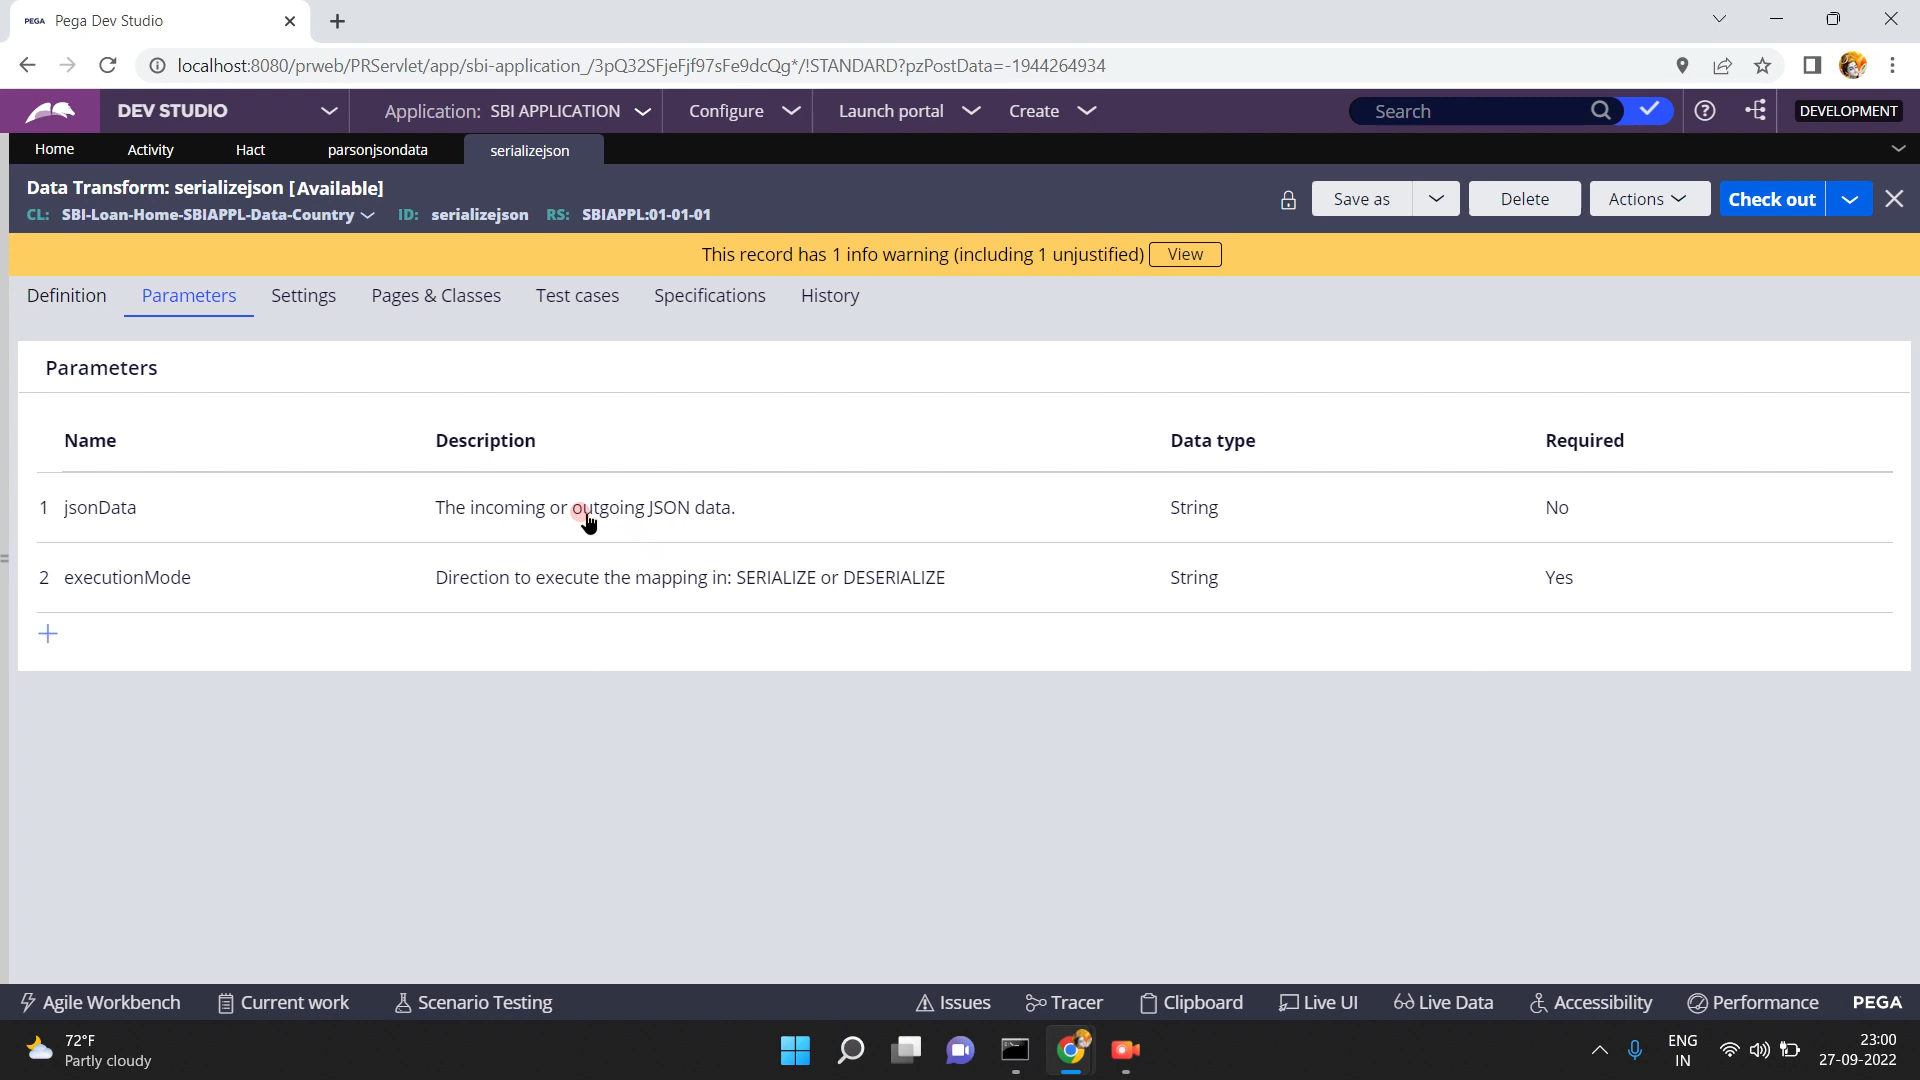 PEGA Pega Dev Studio
localhost:8080/prweb/PRServlet/app/sbi-application_/3pQ32SFjeFjf97sFe9dcQg*/!STANDARD?pzPostData=-1944264934
DEV STUDIO Application: SBI APPLICATION Configure Launch portal Create Search DEVELOPMENT
Home Activity Hact parsonjsondata serializejson
Data Transform: serializejson [Available]
CL: SBI-Loan-Home-SBIAPPL-Data-Country ID: serializejson RS: SBIAPPL:01-01-01
Save as Delete Actions Check out
This record has 1 info warning (including 1 unjustified) View
Definition Parameters Settings Pages & Classes Test cases Specifications History
Parameters
Name Description Data type Required
1 jsonData The incoming or outgoing JSON data. String No
2 executionMode Direction to execute the mapping in: SERIALIZE or DESERIALIZE String Yes
Agile Workbench Current work Scenario Testing Issues Tracer Clipboard Live UI Live Data Accessibility Performance PEGA
72°F
Partly cloudy
ENG
IN
23:00
27-09-2022